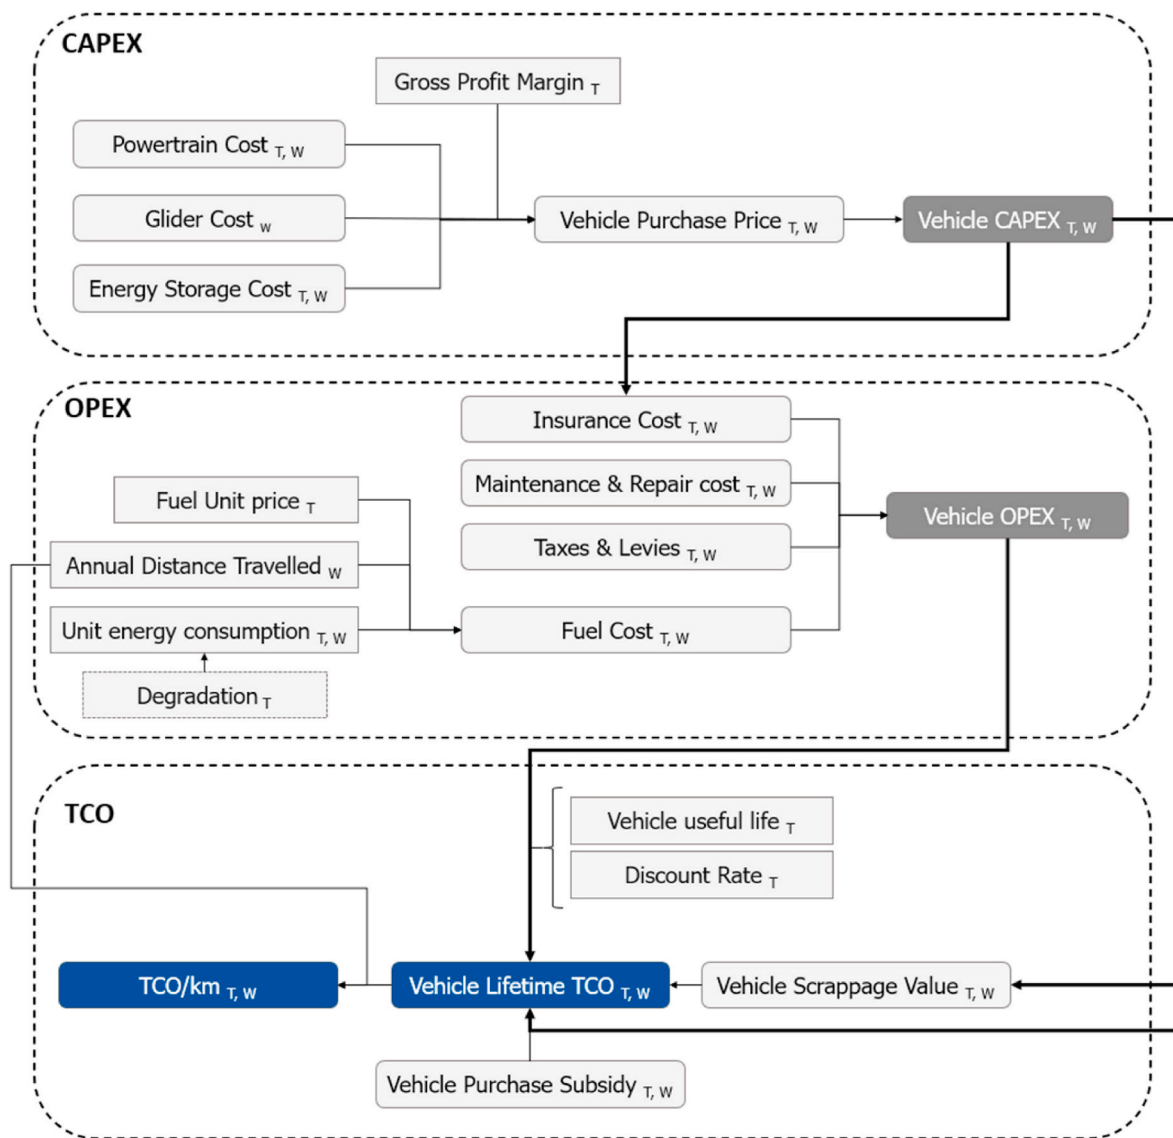 CAPEX
Gross Profit Margin T
Powertrain Cost T, W
Glider Cost W
Vehicle Purchase Price T, W
Vehicle CAPEX T, W
Energy Storage Cost T, W
OPEX
Insurance Cost T, W
Maintenance & Repair cost T, W
Fuel Unit price T
Vehicle OPEX T, W
Taxes & Levies T, W
Annual Distance Travelled W
Unit energy consumption T, W
Fuel Cost T, W
Degradation T
TCO
Vehicle useful life T
Discount Rate T
TCO/km T, W
Vehicle Lifetime TCO T, W
Vehicle Scrappage Value T, W
Vehicle Purchase Subsidy T, W